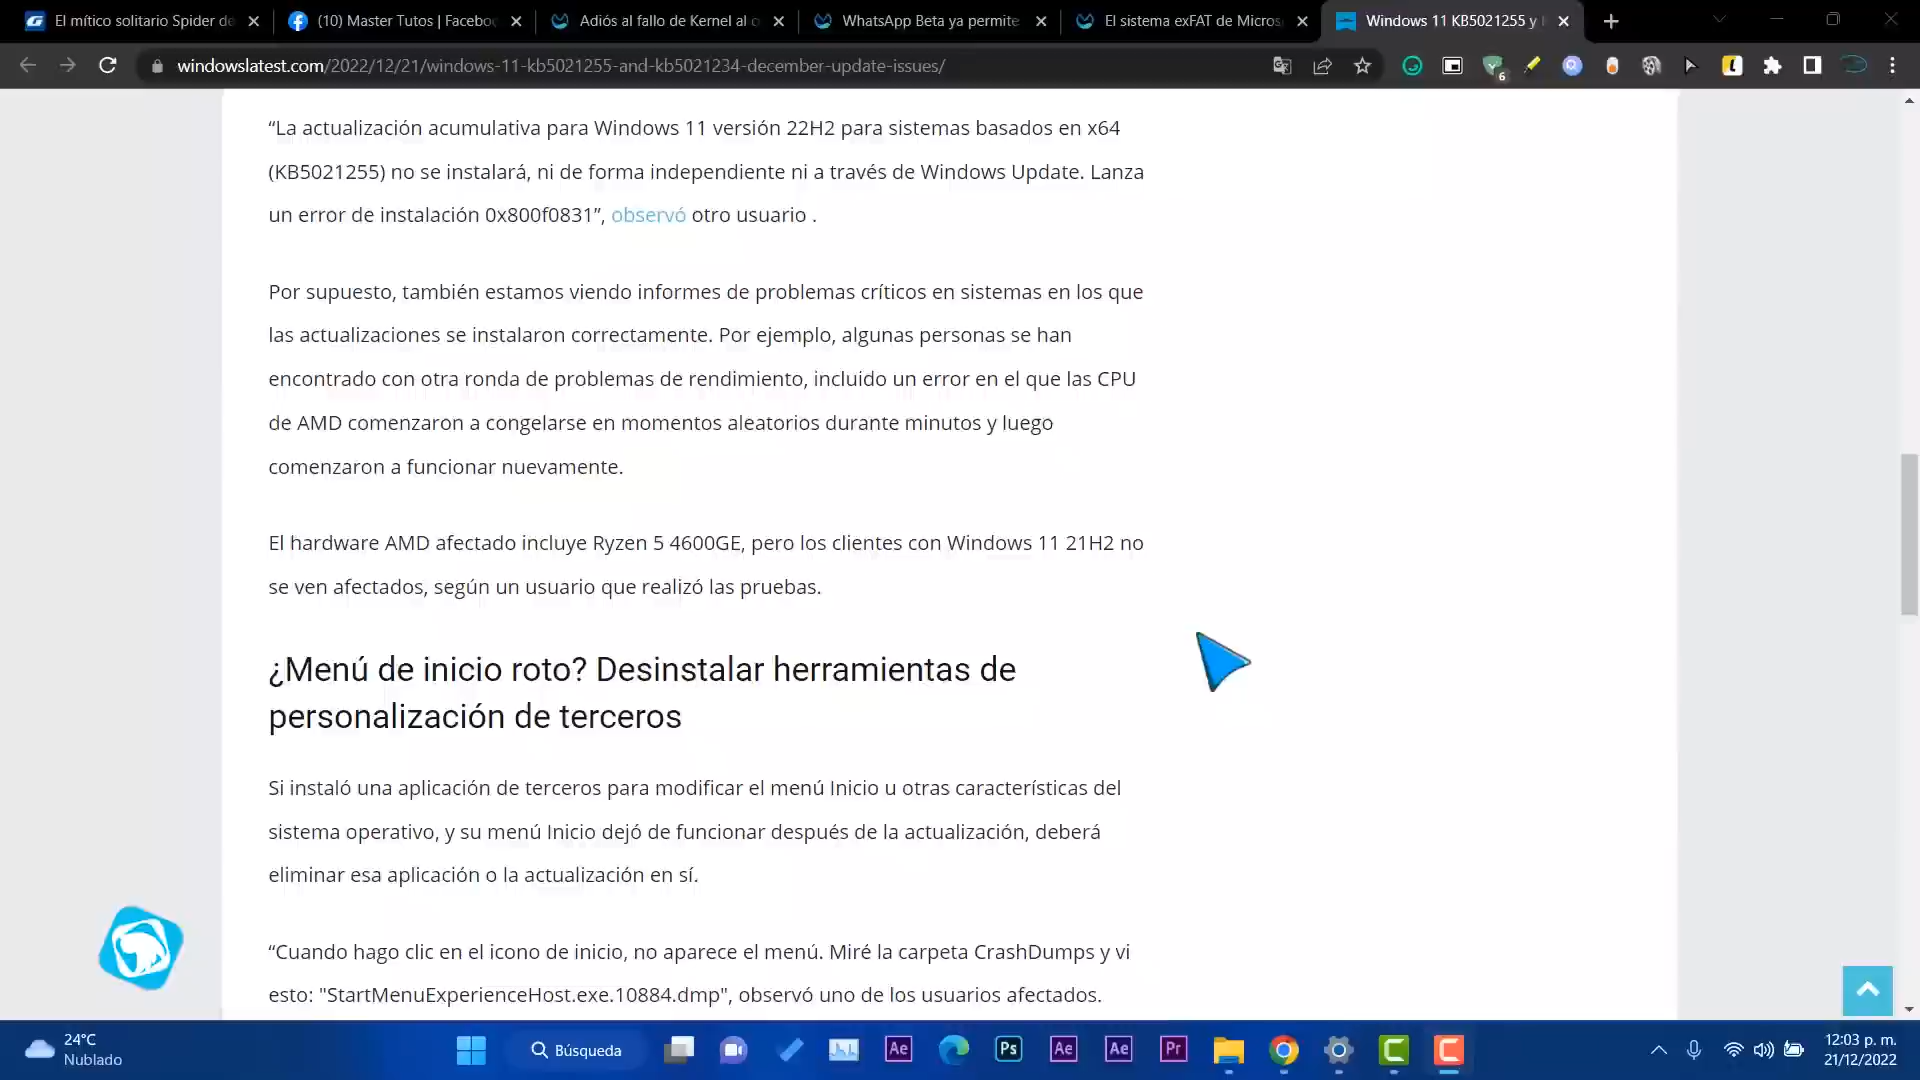 El mítico solitario Spider de
(10) Master Tutos | Facebo
Adiós al fallo de Kernel al
WhatsApp Beta ya permite
El sistema exFAT de Micros
Windows 11 KB5021255 y
windowslatest.com/2022/12/21/windows-11-kb5021255-and-kb5021234-december-update-issues/
6
“La actualización acumulativa para Windows 11 versión 22H2 para sistemas basados en x64
(KB5021255) no se instalará, ni de forma independiente ni a través de Windows Update. Lanza
un error de instalación 0x800f0831”, observó otro usuario .
Por supuesto, también estamos viendo informes de problemas críticos en sistemas en los que
las actualizaciones se instalaron correctamente. Por ejemplo, algunas personas se han
encontrado con otra ronda de problemas de rendimiento, incluido un error en el que las CPU
de AMD comenzaron a congelarse en momentos aleatorios durante minutos y luego
comenzaron a funcionar nuevamente.
El hardware AMD afectado incluye Ryzen 5 4600GE, pero los clientes con Windows 11 21H2 no
se ven afectados, según un usuario que realizó las pruebas.
¿Menú de inicio roto? Desinstalar herramientas de
personalización de terceros
Si instaló una aplicación de terceros para modificar el menú Inicio u otras características del
sistema operativo, y su menú Inicio dejó de funcionar después de la actualización, deberá
eliminar esa aplicación o la actualización en sí.
“Cuando hago clic en el icono de inicio, no aparece el menú. Miré la carpeta CrashDumps y vi
esto: "StartMenuExperienceHost.exe.10884.dmp", observó uno de los usuarios afectados.
24°C
Nublado
Búsqueda
Ae
Ps
Ae
Ae
Pr
12:03 p. m.
21/12/2022